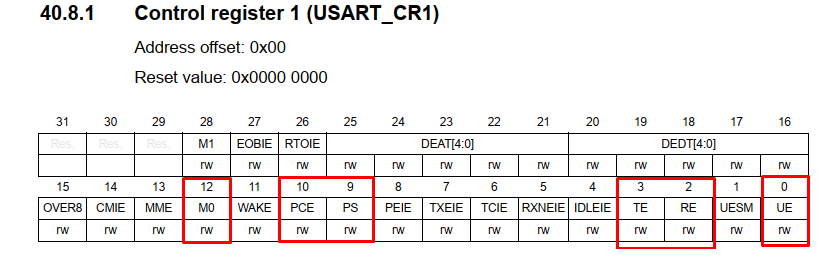 40.8.1 Control register 1 (USART_CR1)
Address offset: 0x00
Reset value: 0x0000 0000
31 30 29 28 27 26 25 24 23 22 21 20 19 18 17 16
Res. Res. Res. M1 EOBIE RTOIE DEAT[4:0] DEDT[4:0]
rw rw rw rw rw rw rw rw rw rw rw rw rw
15 14 13 12 11 10 9 8 7 6 5 4 3 2 1 0
OVER8 CMIE MME M0 WAKE PCE PS PEIE TXEIE TCIE RXNEIE IDLEIE TE RE UESM UE
rw rw rw rw rw rw rw rw rw rw rw rw rw rw rw rw